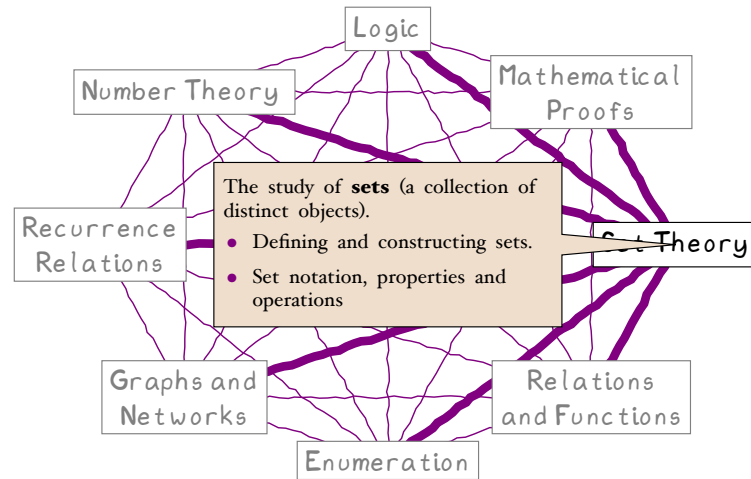 Logic
Number Theory
Mathematical
Proofs
The study of sets (a collection of
distinct objects).
Defining and constructing sets.
Set notation, properties and
operations
Recurrence
Relations
Set Theory
Graphs and
Networks
Relations
and Functions
Enumeration